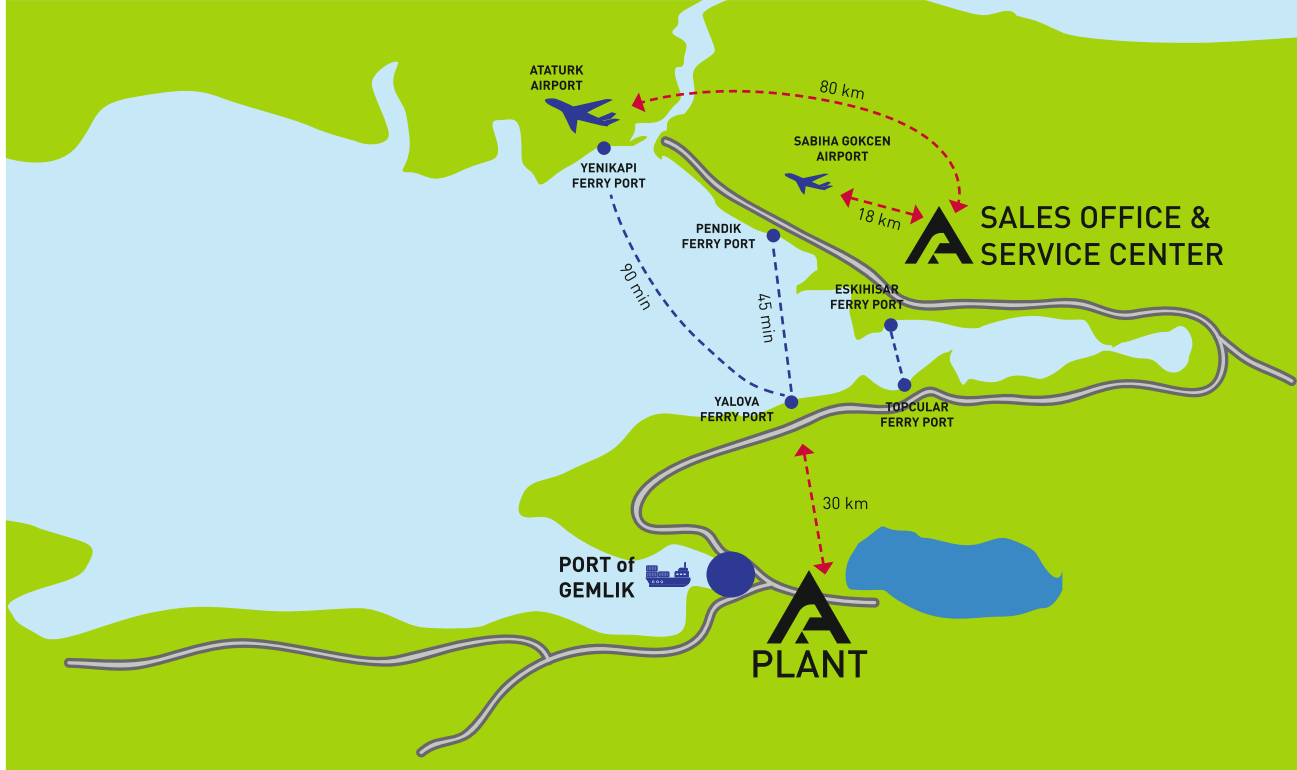 ATATURK
AIRPORT
80 km
SABIHA GOKCEN
AIRPORT
YENIKAPI
FERRY PORT
18 km
SALES OFFICE &
SERVICE CENTER
PENDIK
FERRY PORT
90 min
45 min
ESKIHISAR
FERRY PORT
YALOVA
FERRY PORT
TOPCULAR
FERRY PORT
30 km
PORT of
GEMLIK
PLANT